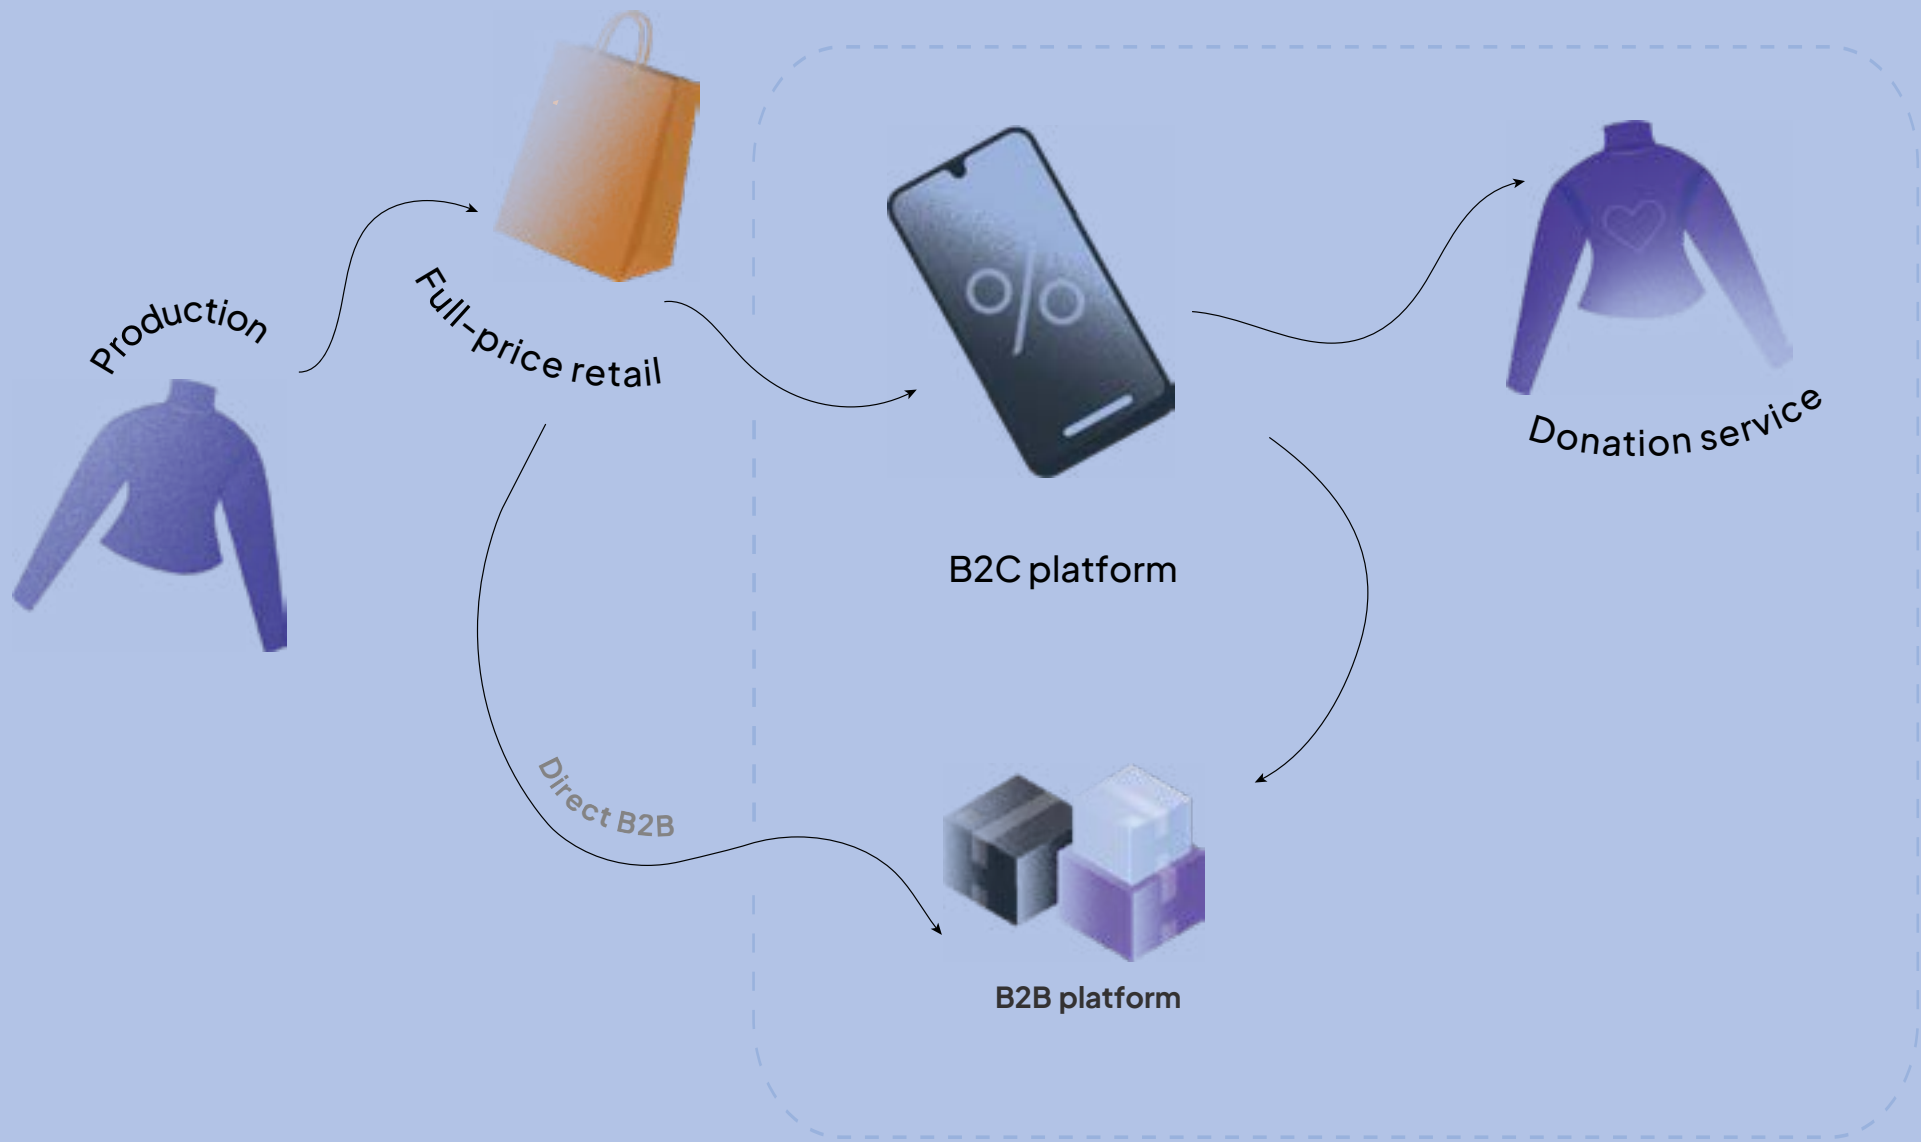 Production
Full-price retail
B2C platform
Donation service
Direct B2B
B2B platform